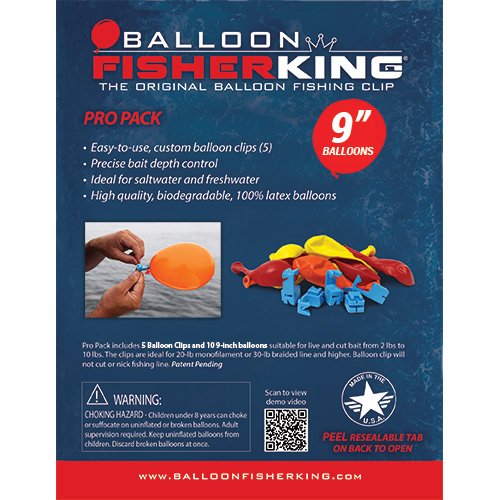 BALLOON
FISHERKING®
THE ORIGINAL BALLOON FISHING CLIP
PRO PACK
• Easy-to-use, custom balloon clips (5)
• Precise bait depth control
• Ideal for saltwater and freshwater
• High quality, biodegradable, 100% latex balloons
9”
BALLOONS
Pro Pack includes 5 Balloon Clips and 10 9-inch balloons suitable for live and cut bait from 2 lbs to
10 lbs. The clips are ideal for 20-lb monofilament or 30-lb braided line and higher. Balloon clip will
not cut or nick fishing line. Patent Pending
WARNING:
CHOKING HAZARD - Children under 8 years can choke
or suffocate on uninflated or broken balloons. Adult
supervision required. Keep uninflated balloons from
children. Discard broken balloons at once.
Scan to view
demo video
MADE IN THE
U.S.A.
PEEL RESEALABLE TAB
ON BACK TO OPEN
WWW.BALLOONFISHERKING.COM